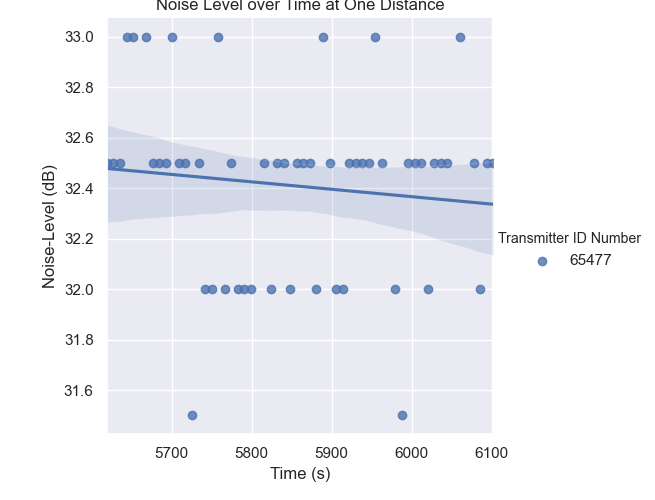 Noise Level over Time at One Distance
33.0
32.8
32.6
32.4
32.2
32.0
31.8
31.6
Noise-Level (dB)
5700 5800 5900 6000 6100
Time (s)
Transmitter ID Number
65477